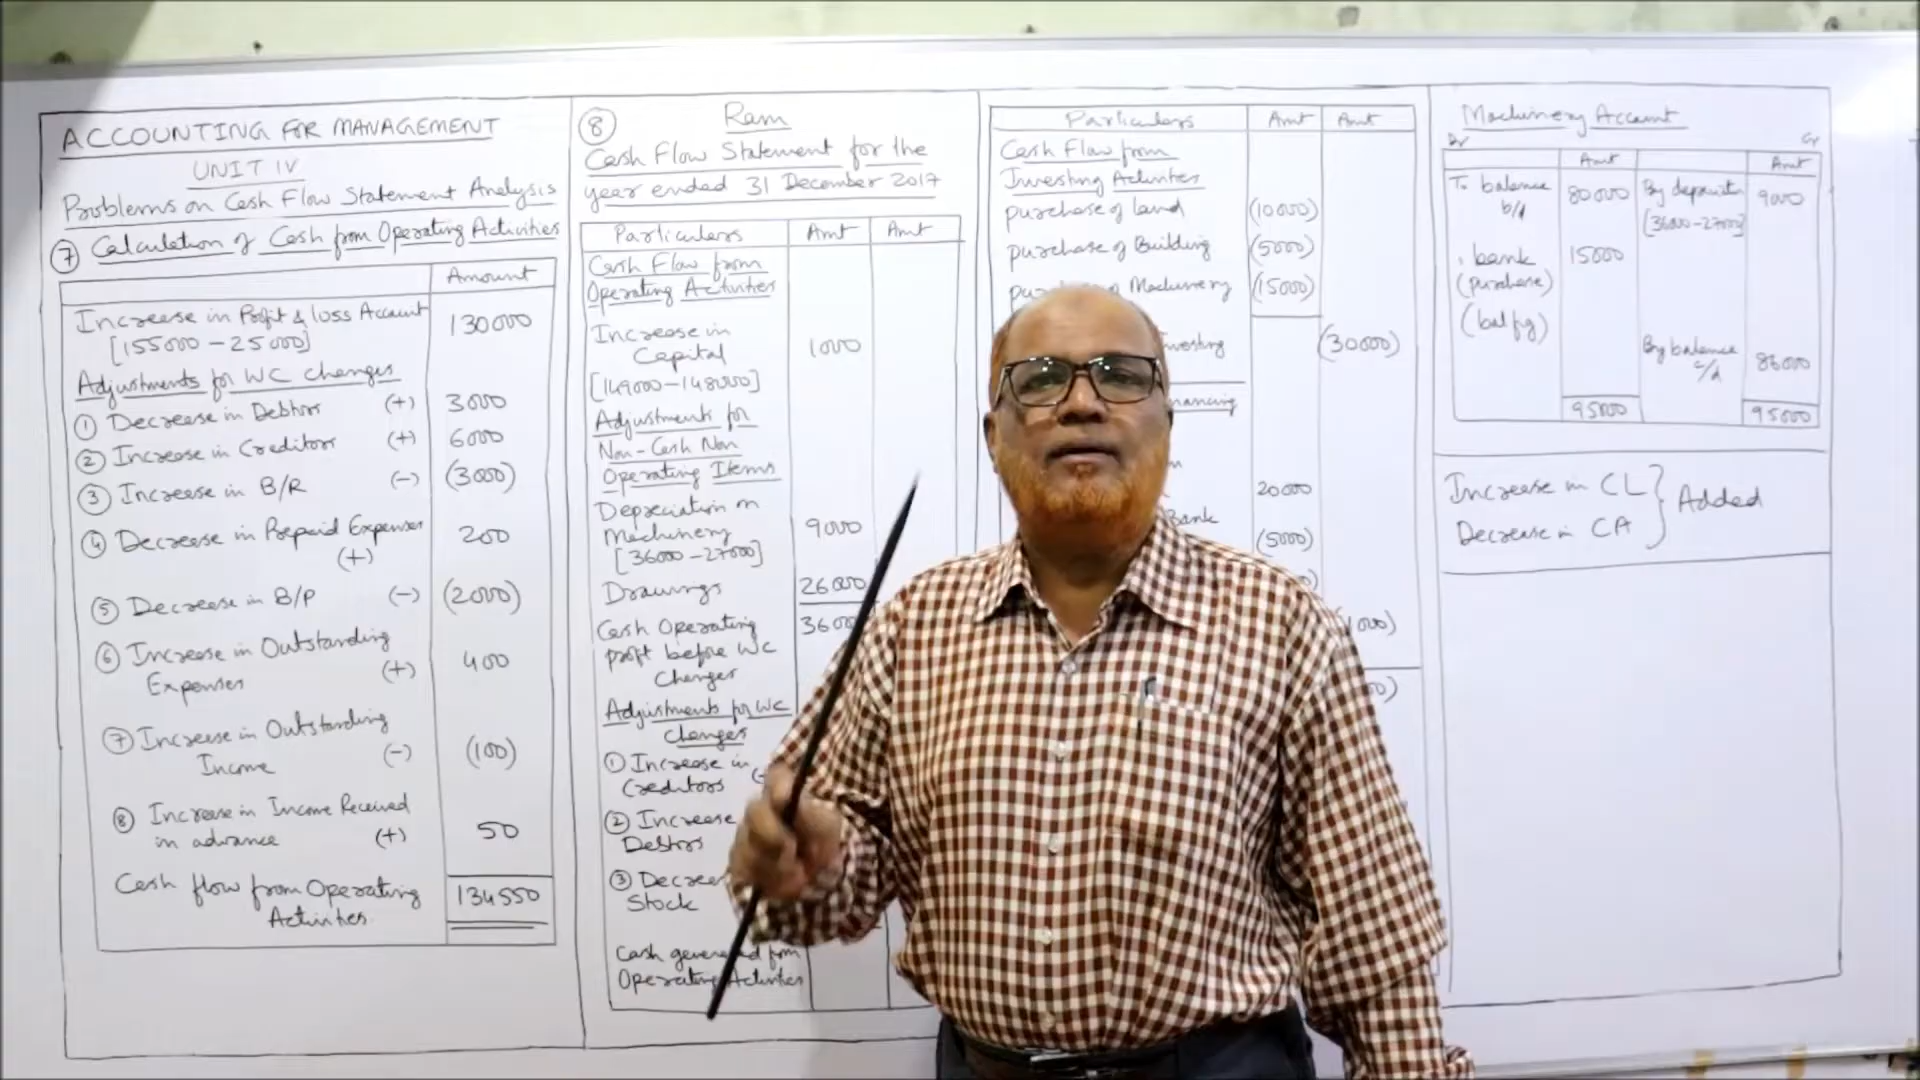 ACCOUNTING FOR MANAGEMENT
UNIT IV
Problems on Cash Flow Statement Analysis
⑦ Calculation of Cash from Operating Activities
Amount
Increase in Profit & loss Account 130000
[155000-25000]
Adjustments for WC changes
① Decrease in Debtors (+) 3000
② Increase in Creditors (+) 6000
③ Increase in B/R (-) (3000)
④ Decrease in Prepaid Expenses 200
(+)
⑤ Decrease in B/P (-) (2000)
⑥ Increase in Outstanding
Expenses (+) 400
⑦ Increase in Outstanding
Income (-) (100)
⑧ Increase in Income Received
in advance (+) 50
Cash flow from Operating 134550
Activities
⑧ Ram
Cash Flow Statement for the
year ended 31 December 2017
Particulars Amt Amt
Cash Flow from
Operating Activities
Increase in
Capital 1000
[149000-148000]
Adjustments for
Non-Cash Non
Operating Items
Depreciation on
Machinery 9000
[36000-27000]
Drawings 26000
Cash Operating 36000
profit before WC
Changes
Adjustments for WC
changes
① Increase in
Creditors
② Increase
Debtors
③
Stock
Cash from
Operating Activities
Particulars Amt Amt
Cash Flow from
Investing Activities
purchase of land (10000)
purchase of Building (5000)
Machinery (15000)
(30000)
20000
Bank
(5000)
Machinery Account
Dr Cr
Amt Amt
To balance 80000 By 9000
b/d [36000-27000]
bank 15000
(purchase)
(bal fig)
By balance 86000
c/d
95000 95000
Increase in CL
Decrease in CA } Added